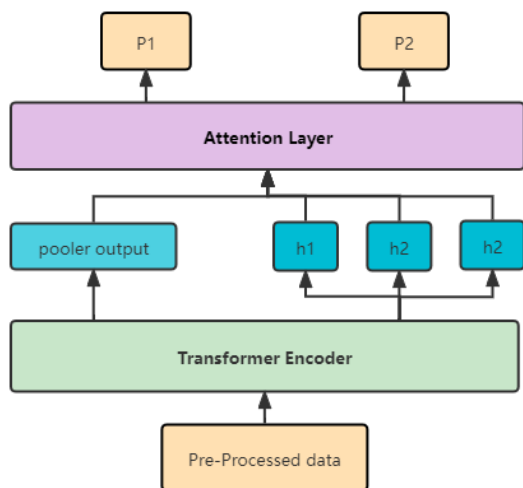 P1
P2
Attention Layer
pooler output
h1
h2
h2
Transformer Encoder
Pre-Processed data